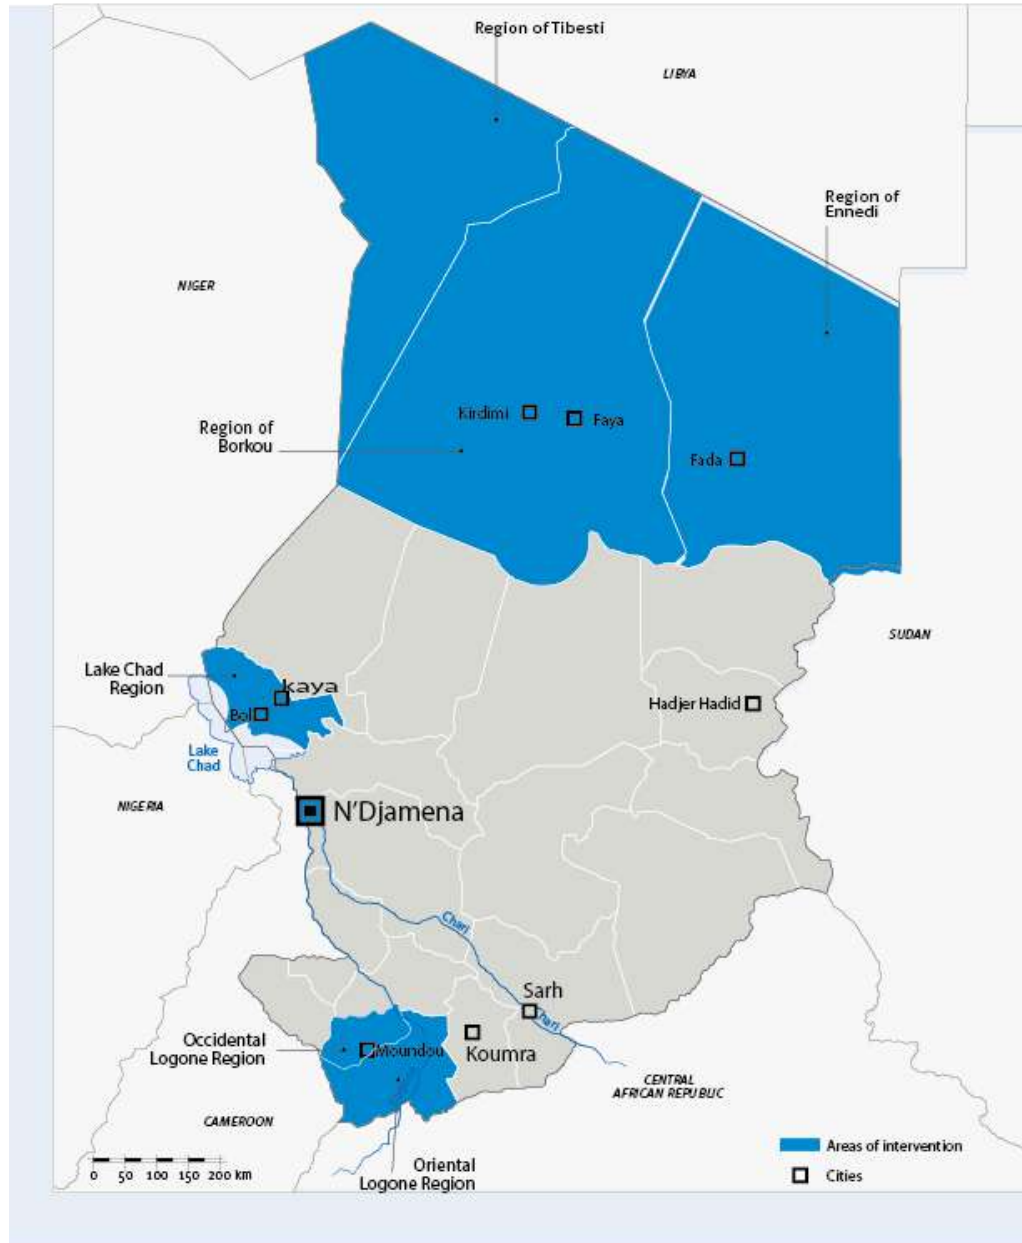 Region of Tibesti
LIBYA
Region of
Ennedi
NIGER
Kirdimi
Faya
Region of
Borkou
Fada
SUDAN
Lake Chad
Region
kaya
Bol
Hadjer Hadid
Lake
Chad
NIGERIA
N'Djamena
Chari
Sarh
Chari
Occidental
Logone Region
Moundou
Koumra
CENTRAL
AFRICAN REPUBLIC
CAMEROON
Areas of intervention
0 50 100 150 200 km
Oriental
Logone Region
Cities